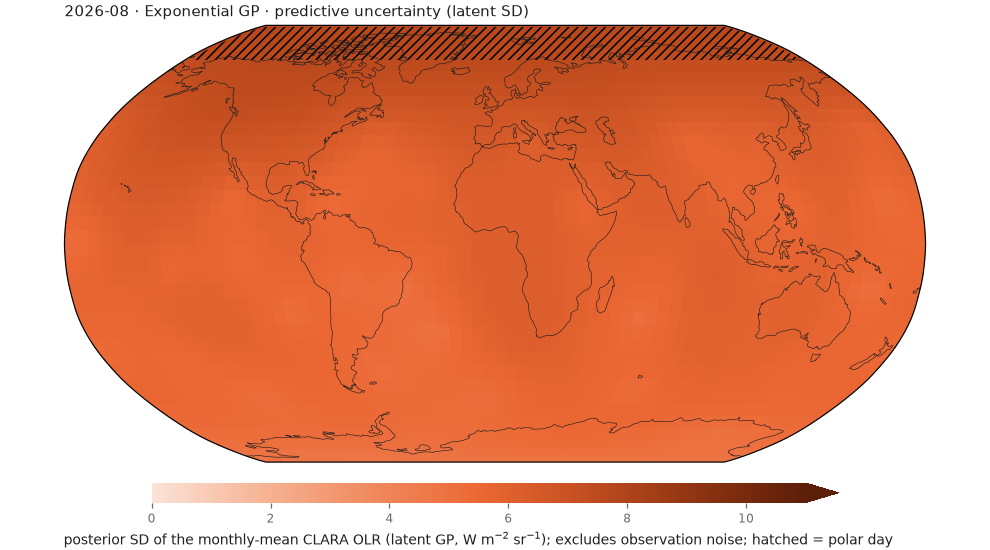 2026-08 · Exponential GP · predictive uncertainty (latent SD)
0 2 4 6 8 10
posterior SD of the monthly-mean CLARA OLR (latent GP, W m⁻² sr⁻¹); excludes observation noise; hatched = polar day